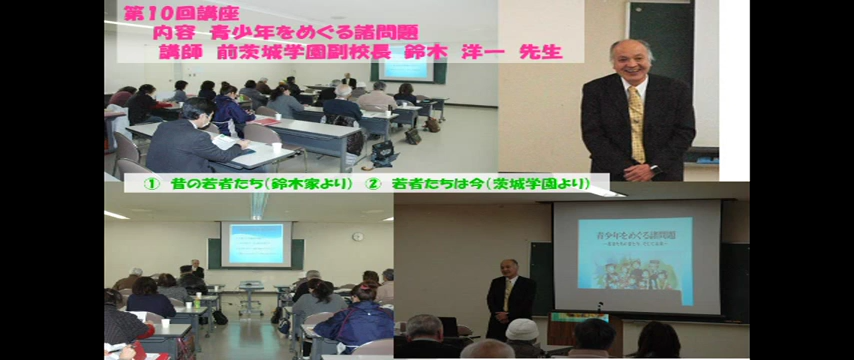 第10回講座
内容 青少年をめぐる諸問題
講師 前茨城学園副校長 鈴木 洋一 先生
① 昔の若者たち(鈴木家より) ② 若者たちは今(茨城学園より)
青少年をめぐる諸問題